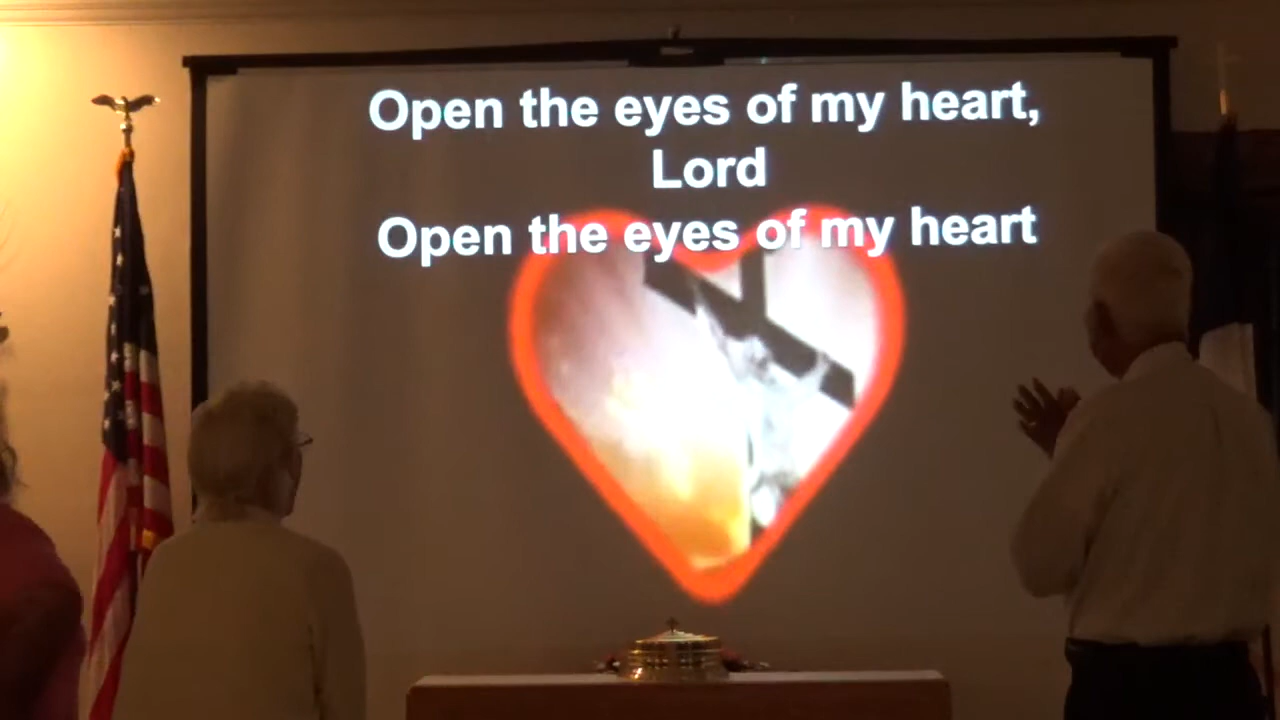 Open the eyes of my heart,
Lord
Open the eyes of my heart